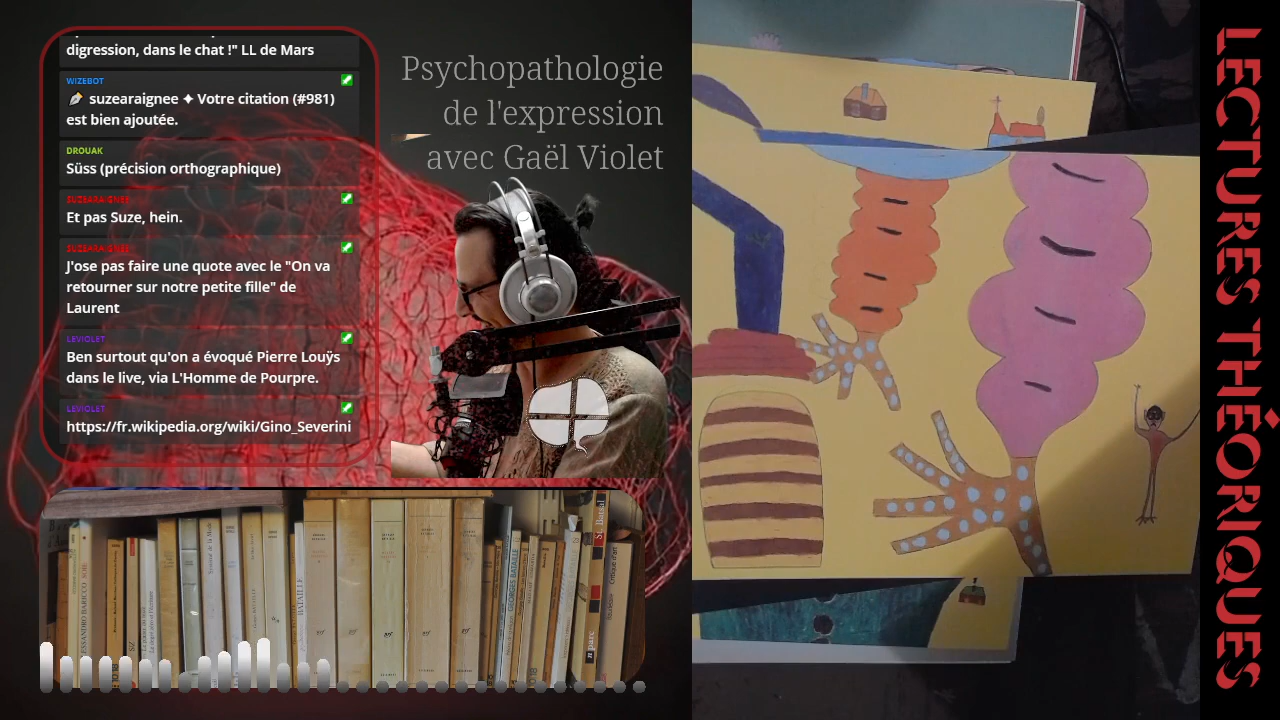 digression, dans le chat !" LL de Mars
WIZEBOT
suzearaignee ✦ Votre citation (#981)
est bien ajoutée.
DROUAK
Süss (précision orthographique)
SUZEARAIGNEE
Et pas Suze, hein.
SUZEARAIGNEE
J'ose pas faire une quote avec le "On va
retourner sur notre petite fille" de
Laurent
LEVIOLET
Ben surtout qu'on a évoqué Pierre Louÿs
dans le live, via L'Homme de Pourpre.
LEVIOLET
https://fr.wikipedia.org/wiki/Gino_Severini
Psychopathologie
de l'expression
avec Gaël Violet
LECTURES THÉORIQUES
BATAILLE
GEORGES BATAILLE